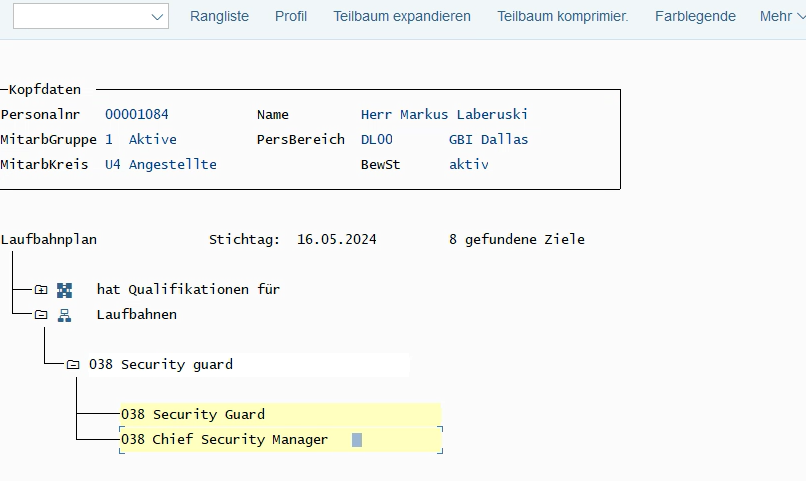 Rangliste Profil Teilbaum expandieren Teilbaum komprimier. Farblegende Mehr
Kopfdaten
Personalnr 00001084 Name Herr Markus Laberuski
MitarbGruppe 1 Aktive PersBereich DL00 GBI Dallas
MitarbKreis U4 Angestellte BewSt aktiv
Laufbahnplan Stichtag: 16.05.2024 8 gefundene Ziele
hat Qualifikationen für
Laufbahnen
038 Security guard
038 Security Guard
038 Chief Security Manager